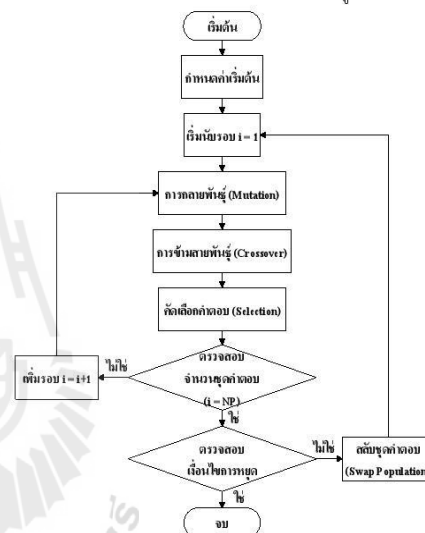 เริ่มต้น
กำหนดค่าเริ่มต้น
เริ่มนับรอบ i = 1
การกลายพันธุ์ (Mutation)
การข้ามสายพันธุ์ (Crossover)
คัดเลือกคำตอบ (Selection)
ตรวจสอบ
จำนวนชุดคำตอบ
(i = NP)
ไม่ใช่
เพิ่มรอบ i = i+1
ใช่
ตรวจสอบ
เงื่อนไขการหยุด
ไม่ใช่
สลับชุดคำตอบ
(Swap Population)
ใช่
จบ